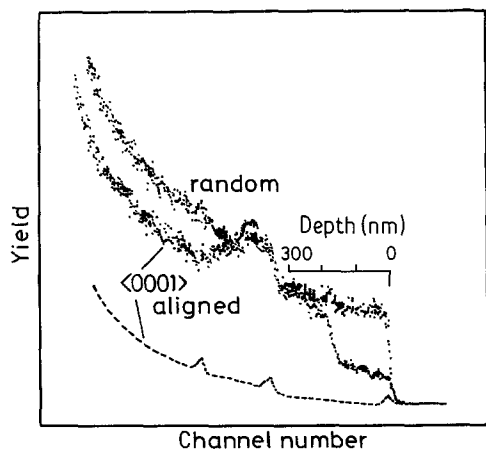 random
Depth (nm)
300 0
<0001>
aligned
Yield
Channel number